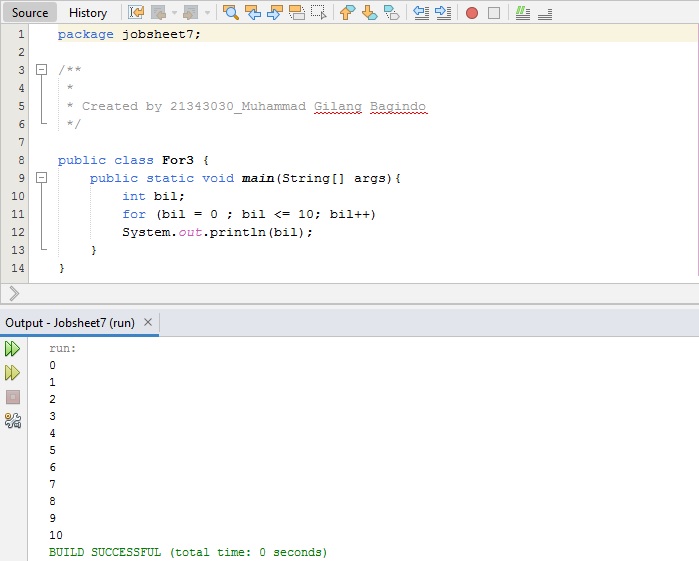 Source History
1 package jobsheet7;
2
3 /**
4 *
5 * Created by 21343030_Muhammad Gilang Bagindo
6 */
7
8 public class For3 {
9 public static void main(String[] args){
10 int bil;
11 for (bil = 0 ; bil <= 10; bil++)
12 System.out.println(bil);
13 }
14 }
Output - Jobsheet7 (run) ×
run:
0
1
2
3
4
5
6
7
8
9
10
BUILD SUCCESSFUL (total time: 0 seconds)